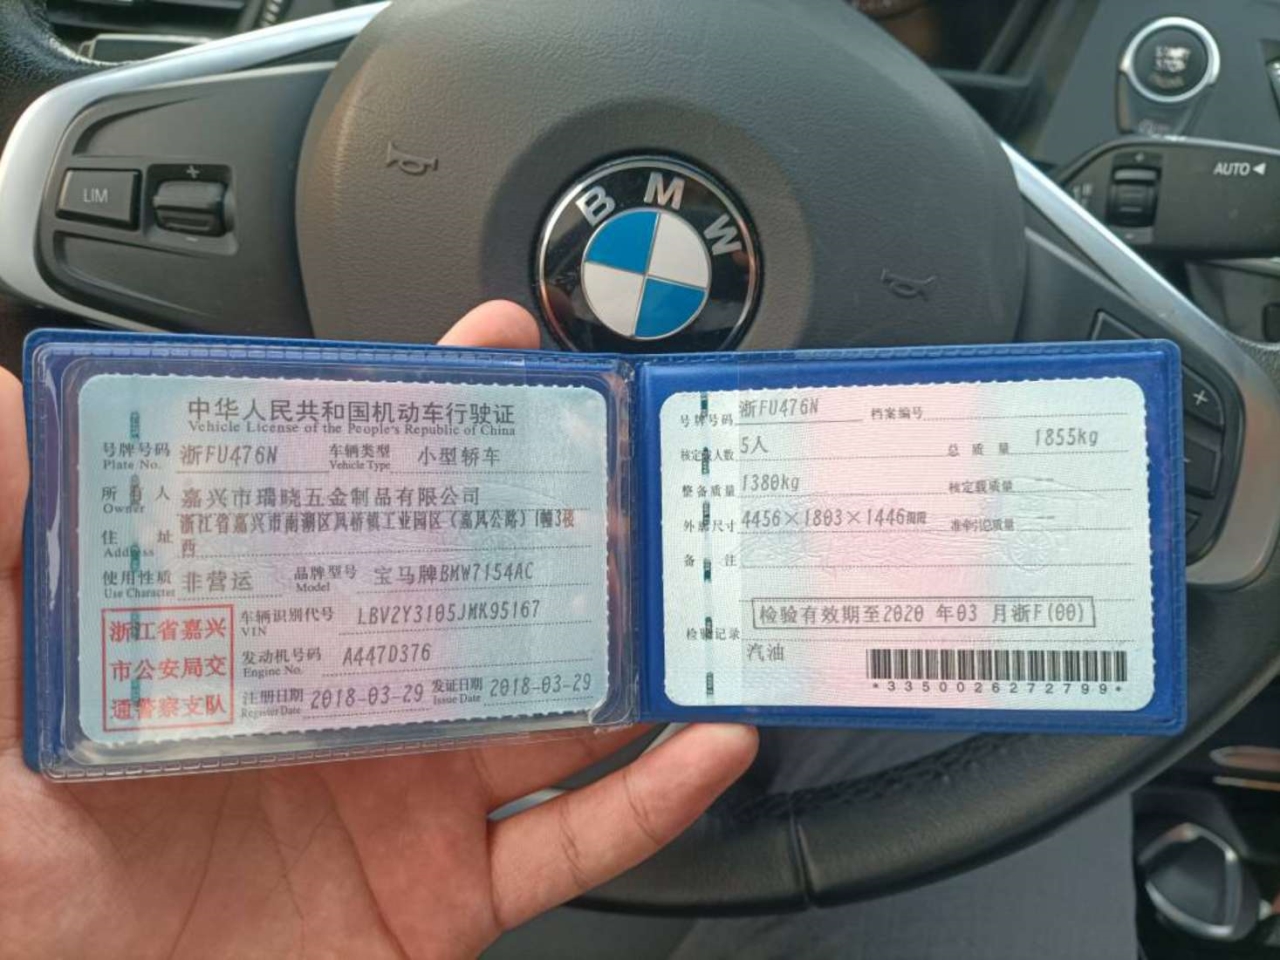 LIM
BMW
AUTO
中华人民共和国机动车行驶证
Vehicle License of the People's Republic of China
号牌号码 浙FU476N 车辆类型 小型轿车
Plate No. Vehicle Type
所有人 嘉兴市瑞晓五金制品有限公司
Owner
住址 浙江省嘉兴市南湖区凤桥镇工业园区(嘉凤公路)1幢3楼
Address 西
使用性质 非营运 品牌型号 宝马牌BMW7154AC
Use Character Model
浙江省嘉兴
市公安局交
通警察支队
车辆识别代号 LBV2Y3105JMK95167
VIN
发动机号码 A447D376
Engine No.
注册日期 2018-03-29 发证日期 2018-03-29
Register Date Issue Date
号牌号码 浙FU476N 档案编号
核定载人数 5人 总质量 1855kg
整备质量 1380kg 核定载质量 --
外廓尺寸 4456×1803×1446mm 准牵引总质量 --
备注
检验有效期至2020 年03 月浙F(00)
检验记录
汽油
*3350026272799*